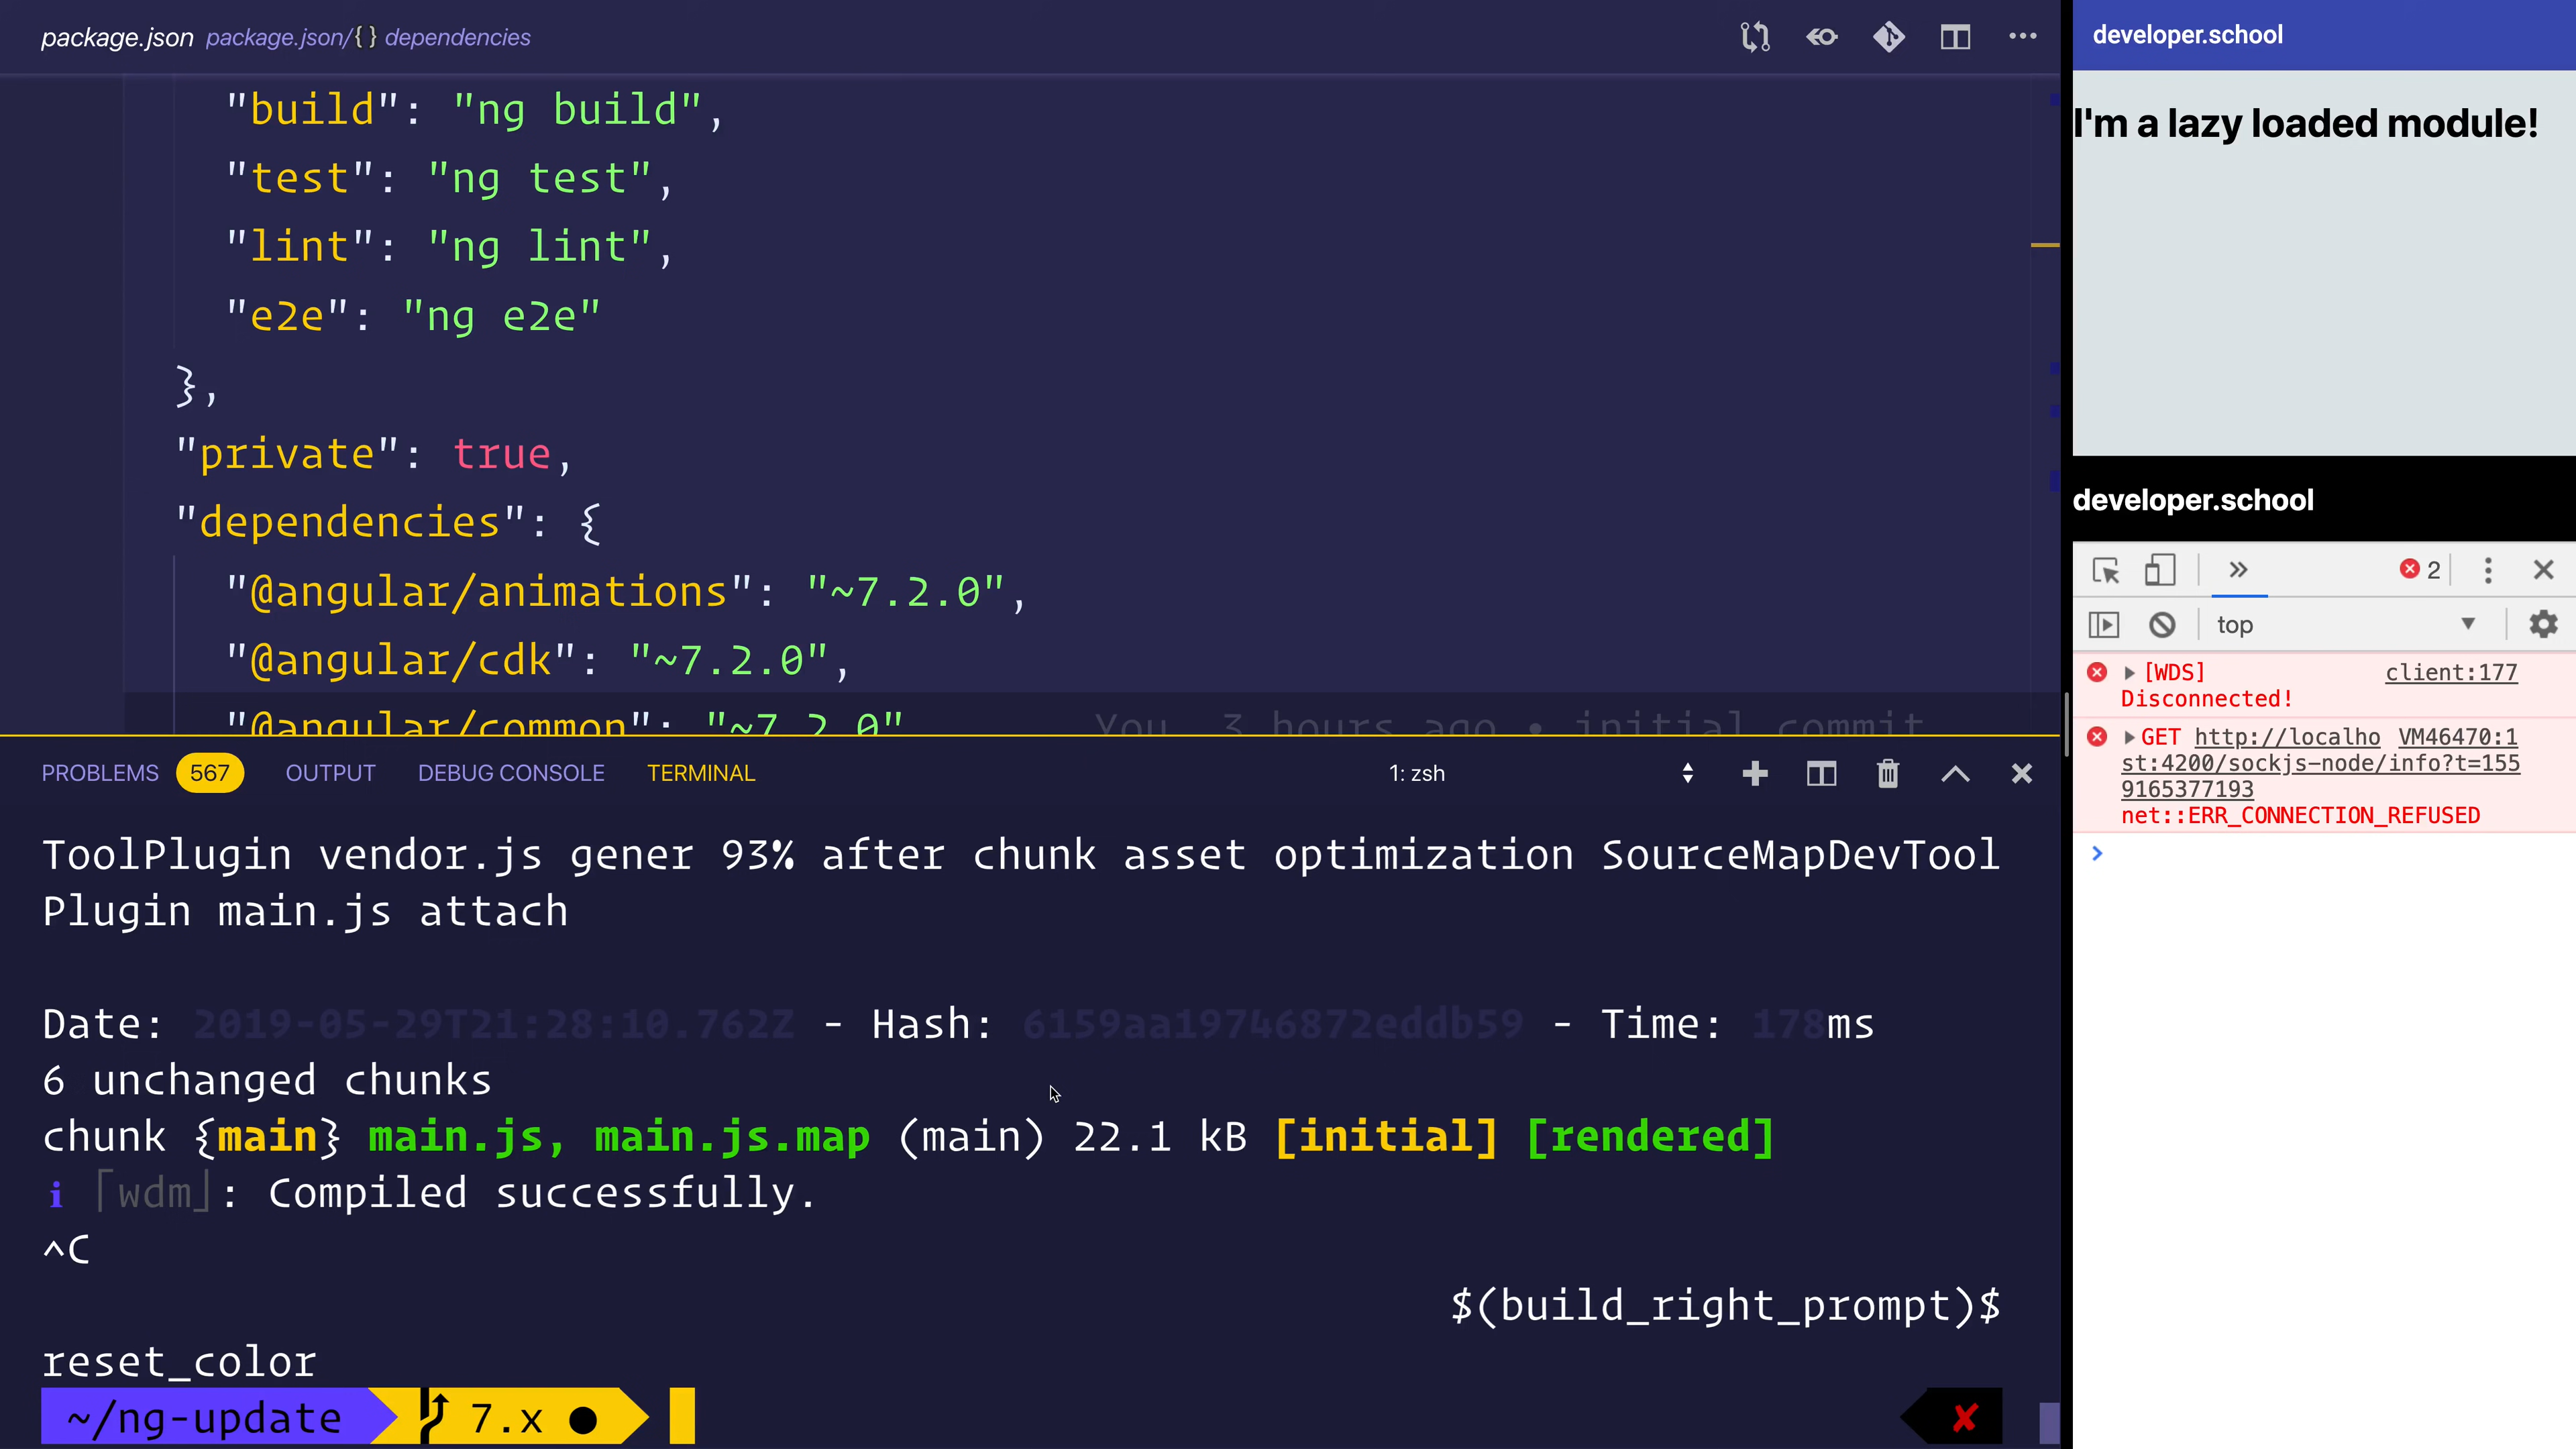 package.json package.json/{ } dependencies
"build": "ng build",
"test": "ng test",
"lint": "ng lint",
"e2e": "ng e2e"
},
"private": true,
"dependencies": {
"@angular/animations": "~7.2.0",
"@angular/cdk": "~7.2.0",
"@angular/common": "~7.2.0" You, 3 hours ago • initial commit
PROBLEMS 567 OUTPUT DEBUG CONSOLE TERMINAL 1: zsh
ToolPlugin vendor.js gener 93% after chunk asset optimization SourceMapDevTool
Plugin main.js attach
Date: 2019-05-29T21:28:10.762Z - Hash: 6159aa19746872eddb59 - Time: 178ms
6 unchanged chunks
chunk {main} main.js, main.js.map (main) 22.1 kB [initial] [rendered]
i ｢wdm｣: Compiled successfully.
^C
$(build_right_prompt)$
reset_color
~/ng-update 7.x ● ✘
developer.school
I'm a lazy loaded module!
developer.school
2
top
[WDS] client:177
Disconnected!
GET http://localho VM46470:1
st:4200/sockjs-node/info?t=155
9165377193
net::ERR_CONNECTION_REFUSED